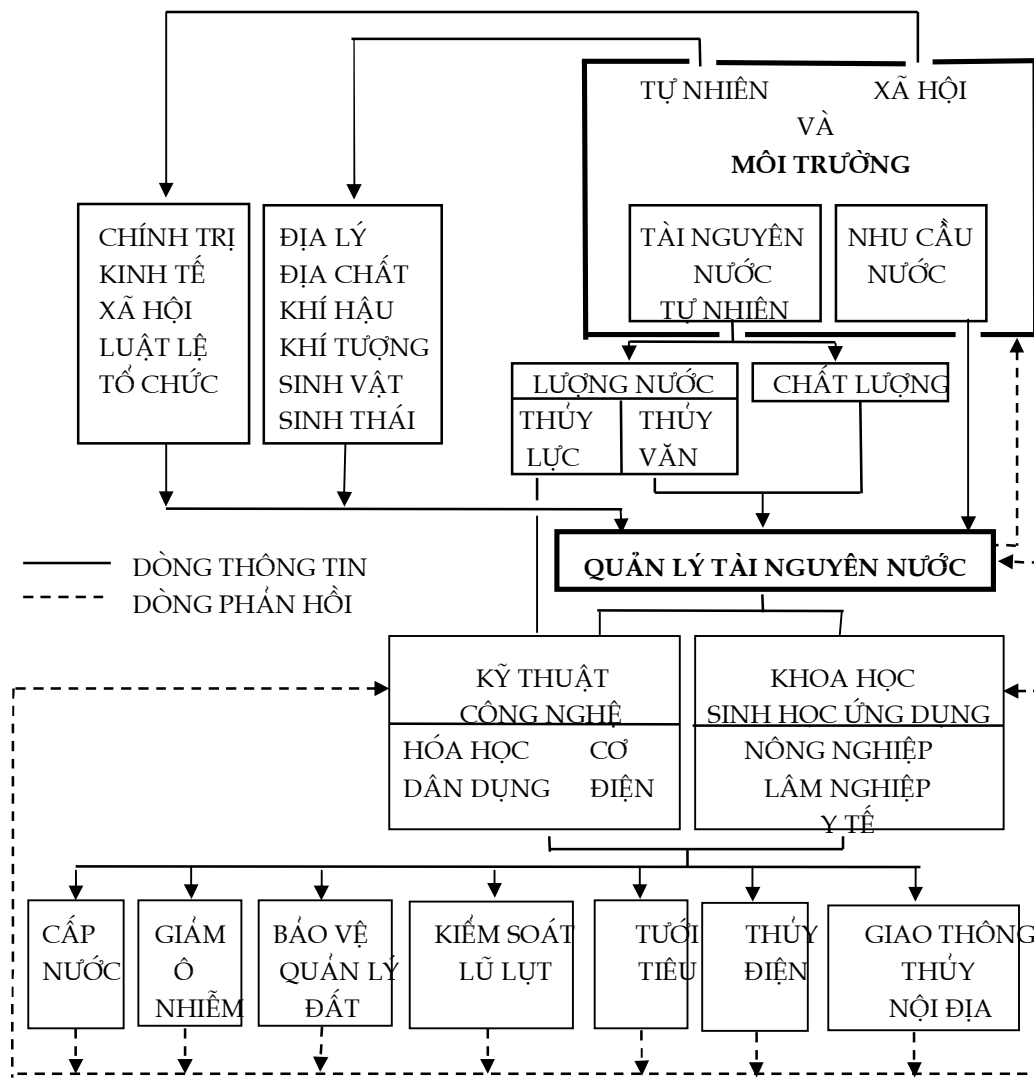 TỰ NHIÊN XÃ HỘI
VÀ
MÔI TRƯỜNG
CHÍNH TRỊ
KINH TẾ
XÃ HỘI
LUẬT LỆ
TỔ CHỨC
ĐỊA LÝ
ĐỊA CHẤT
KHÍ HẬU
KHÍ TƯỢNG
SINH VẬT
SINH THÁI
TÀI NGUYÊN
NƯỚC
TỰ NHIÊN
NHU CẦU
NƯỚC
LƯỢNG NƯỚC
THỦY
LỰC
THỦY
VĂN
CHẤT LƯỢNG
QUẢN LÝ TÀI NGUYÊN NƯỚC
DÒNG THÔNG TIN
DÒNG PHẢN HỒI
KỸ THUẬT
CÔNG NGHỆ
HÓA HỌC CƠ
DÂN DỤNG ĐIỆN
KHOA HỌC
SINH HỌC ỨNG DỤNG
NÔNG NGHIỆP
LÂM NGHIỆP
Y TẾ
CẤP
NƯỚC
GIẢM
Ô
NHIỄM
BẢO VỆ
QUẢN LÝ
ĐẤT
KIỂM SOÁT
LŨ LỤT
TƯỚI
TIÊU
THỦY
ĐIỆN
GIAO THÔNG
THỦY
NỘI ĐỊA